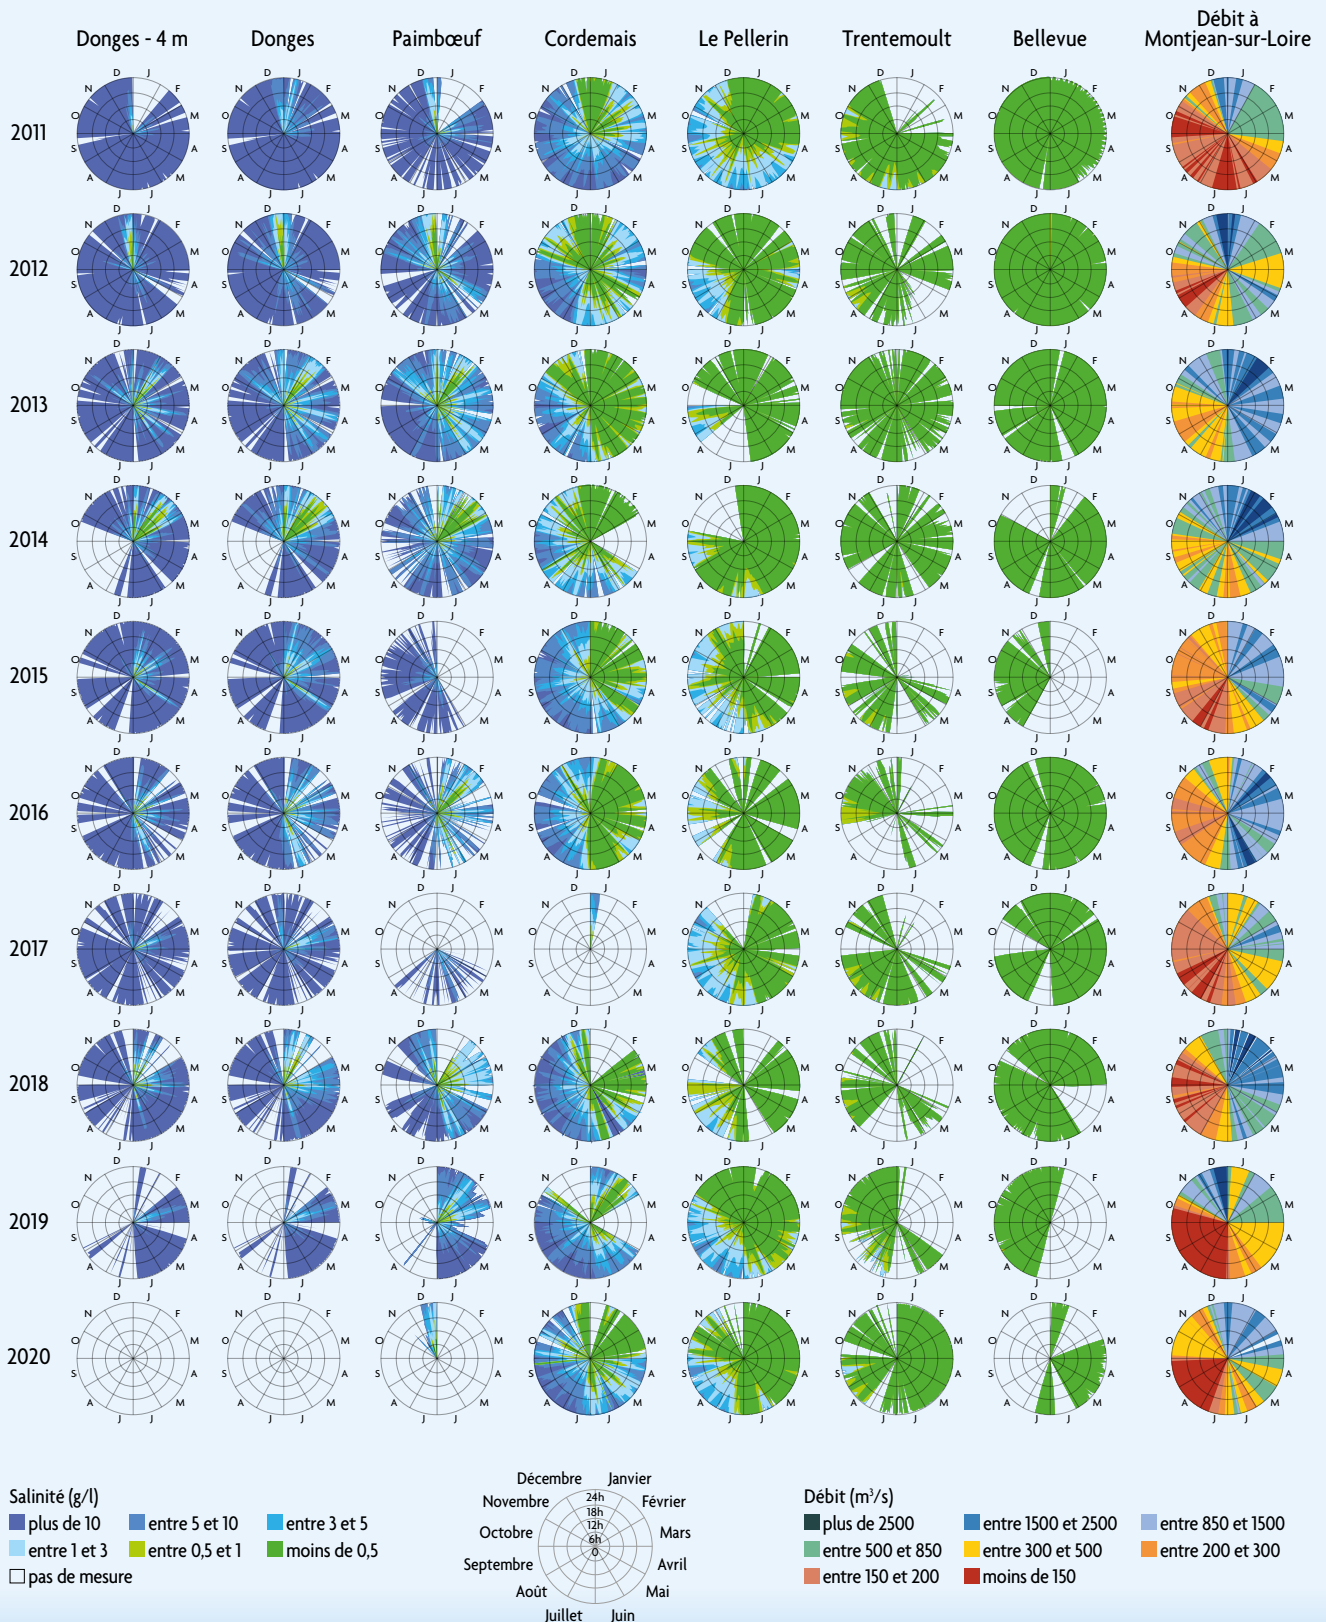 Débit à
Donges - 4 m Donges Paimbœuf Cordemais Le Pellerin Trentemoult Bellevue Montjean-sur-Loire
D J D J D J D J D J D J D J D J
N F N F N F N F N F N F N F N F
O M O M O M O M O M O M O M O M
2011
S A S A S A S A S A S A S A S A
A M A M A M A M A M A M A M A M
J J J J J J J J J J J J J J J J
D J D J D J D J D J D J D J D J
N F N F N F N F N F N F N F N F
O M O M O M O M O M O M O M O M
2012
S A S A S A S A S A S A S A S A
A M A M A M A M A M A M A M A M
J J J J J J J J J J J J J J J J
D J D J D J D J D J D J D J D J
N F N F N F N F N F N F N F N F
O M O M O M O M O M O M O M O M
2013
S A S A S A S A S A S A S A S A
A M A M A M A M A M A M A M A M
J J J J J J J J J J J J J J J J
D J D J D J D J D J D J D J D J
N F N F N F N F N F N F N F N F
O M O M O M O M O M O M O M O M
2014
S A S A S A S A S A S A S A S A
A M A M A M A M A M A M A M A M
J J J J J J J J J J J J J J J J
D J D J D J D J D J D J D J D J
N F N F N F N F N F N F N F N F
O M O M O M O M O M O M O M O M
2015
S A S A S A S A S A S A S A S A
A M A M A M A M A M A M A M A M
J J J J J J J J J J J J J J J J
D J D J D J D J D J D J D J D J
N F N F N F N F N F N F N F N F
O M O M O M O M O M O M O M O M
2016
S A S A S A S A S A S A S A S A
A M A M A M A M A M A M A M A M
J J J J J J J J J J J J J J J J
D J D J D J D J D J D J D J D J
N F N F N F N F N F N F N F N F
O M O M O M O M O M O M O M O M
2017
S A S A S A S A S A S A S A S A
A M A M A M A M A M A M A M A M
J J J J J J J J J J J J J J J J
D J D J D J D J D J D J D J D J
N F N F N F N F N F N F N F N F
O M O M O M O M O M O M O M O M
2018
S A S A S A S A S A S A S A S A
A M A M A M A M A M A M A M A M
J J J J J J J J J J J J J J J J
D J D J D J D J D J D J D J D J
N F N F N F N F N F N F N F N F
O M O M O M O M O M O M O M O M
2019
S A S A S A S A S A S A S A S A
A M A M A M A M A M A M A M A M
J J J J J J J J J J J J J J J J
D J D J D J D J D J D J D J D J
N F N F N F N F N F N F N F N F
O M O M O M O M O M O M O M O M
2020
S A S A S A S A S A S A S A S A
A M A M A M A M A M A M A M A M
J J J J J J J J J J J J J J J J
Salinité (g/l)
plus de 10 entre 5 et 10 entre 3 et 5
entre 1 et 3 entre 0,5 et 1 moins de 0,5
pas de mesure
Décembre Janvier
Novembre 24h Février
18h
Octobre 12h Mars
6h
0
Septembre Avril
Août Mai
Juillet Juin
Débit (m³/s)
plus de 2500 entre 1500 et 2500 entre 850 et 1500
entre 500 et 850 entre 300 et 500 entre 200 et 300
entre 150 et 200 moins de 150